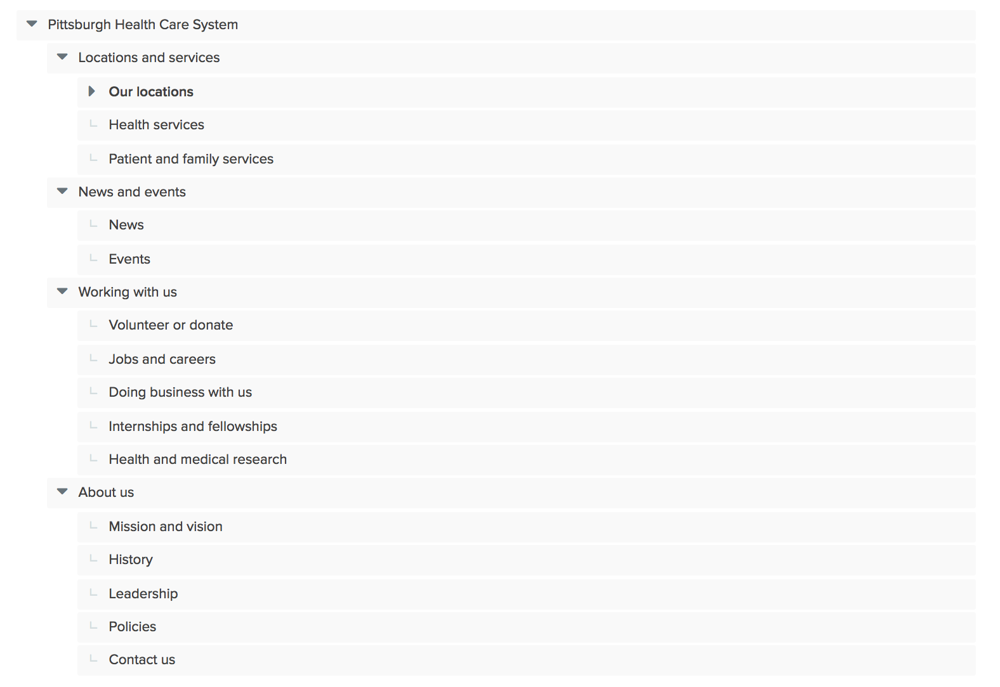 Pittsburgh Health Care System
Locations and services
Our locations
Health services
Patient and family services
News and events
News
Events
Working with us
Volunteer or donate
Jobs and careers
Doing business with us
Internships and fellowships
Health and medical research
About us
Mission and vision
History
Leadership
Policies
Contact us